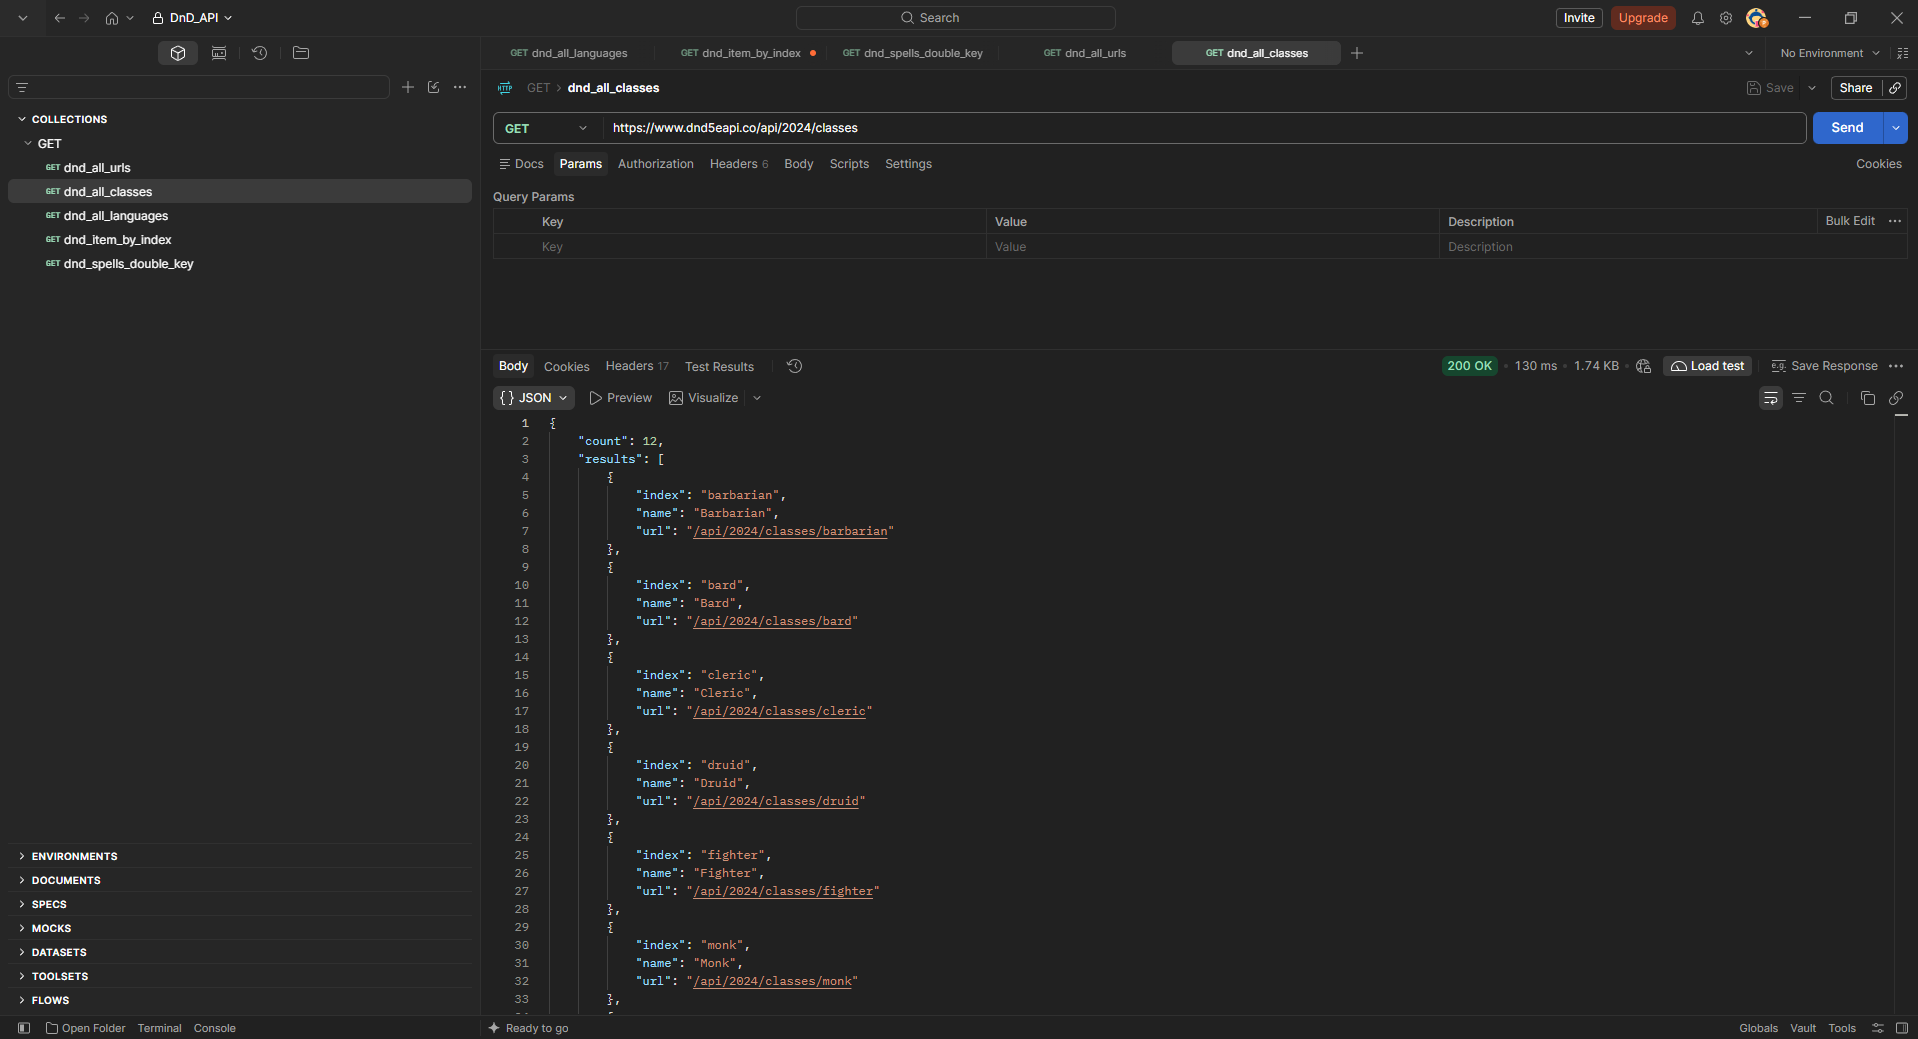 DnD_API
Search
Invite
Upgrade
GET dnd_all_languages
GET dnd_item_by_index
GET dnd_spells_double_key
GET dnd_all_urls
GET dnd_all_classes
No Environment
HTTP GET > dnd_all_classes
Save
Share
COLLECTIONS
GET
GET dnd_all_urls
GET dnd_all_classes
GET dnd_all_languages
GET dnd_item_by_index
GET dnd_spells_double_key
GET https://www.dnd5eapi.co/api/2024/classes
Send
Docs Params Authorization Headers 6 Body Scripts Settings
Cookies
Query Params
Key Value Description Bulk Edit
Key Value Description
Body Cookies Headers 17 Test Results
200 OK • 130 ms • 1.74 KB
Load test
e.g. Save Response
{} JSON Preview Visualize
1 {
2 "count": 12,
3 "results": [
4 {
5 "index": "barbarian",
6 "name": "Barbarian",
7 "url": "/api/2024/classes/barbarian"
8 },
9 {
10 "index": "bard",
11 "name": "Bard",
12 "url": "/api/2024/classes/bard"
13 },
14 {
15 "index": "cleric",
16 "name": "Cleric",
17 "url": "/api/2024/classes/cleric"
18 },
19 {
20 "index": "druid",
21 "name": "Druid",
22 "url": "/api/2024/classes/druid"
23 },
24 {
25 "index": "fighter",
26 "name": "Fighter",
27 "url": "/api/2024/classes/fighter"
28 },
29 {
30 "index": "monk",
31 "name": "Monk",
32 "url": "/api/2024/classes/monk"
33 },
ENVIRONMENTS
DOCUMENTS
SPECS
MOCKS
DATASETS
TOOLSETS
FLOWS
Open Folder Terminal Console
Ready to go
Globals Vault Tools